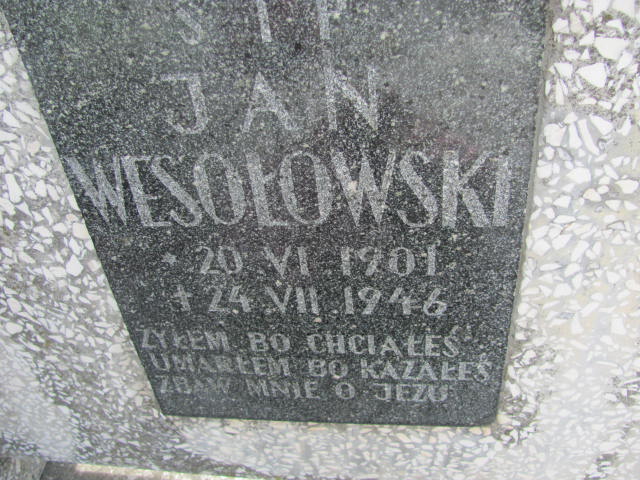 Ś P
JAN
WESOŁOWSKI
* 20 VI 1901
+ 24 VII 1946
ŻYŁEM BO CHCIAŁEŚ
UMARŁEM BO KAZAŁEŚ
ZBAW MNIE O JEZU